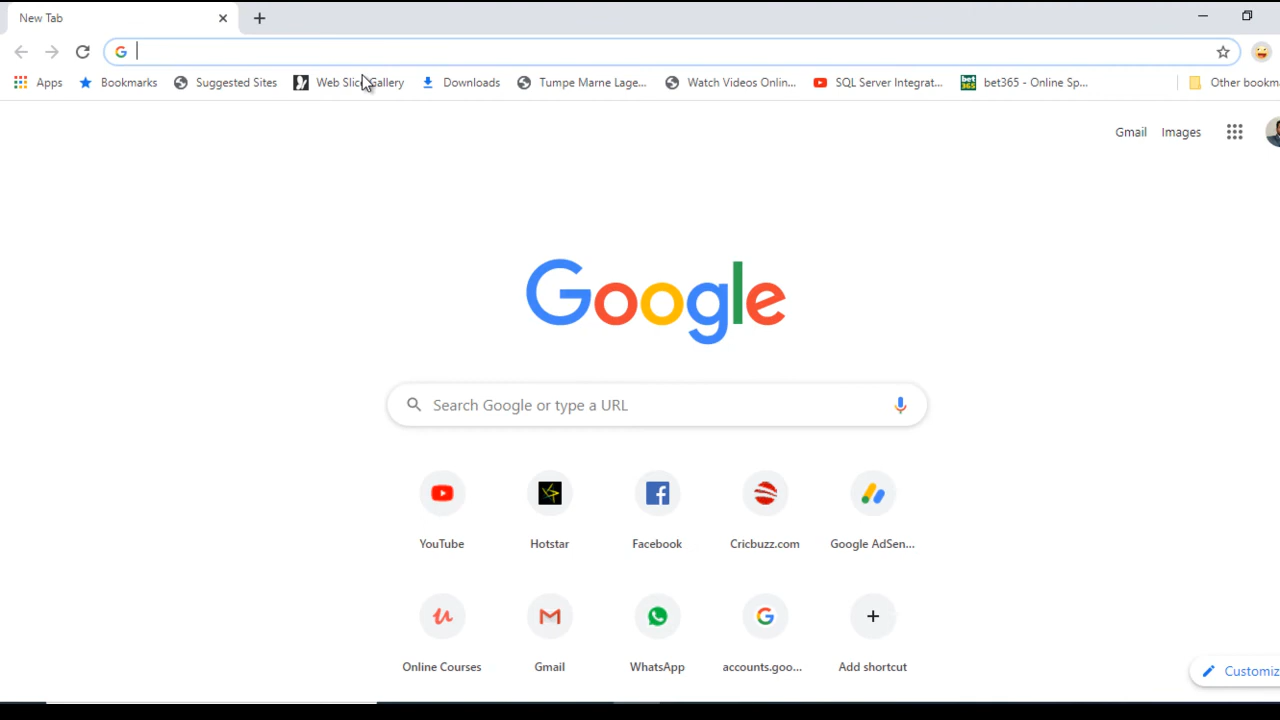 New Tab
Apps Bookmarks Suggested Sites Web Slice Gallery Downloads Tumpe Marne Lage... Watch Videos Onlin... SQL Server Integrat... bet365 - Online Sp... Other bookm
Gmail Images
Google
Search Google or type a URL
YouTube Hotstar Facebook Cricbuzz.com Google AdSen...
Online Courses Gmail WhatsApp accounts.goo... Add shortcut
Customiz